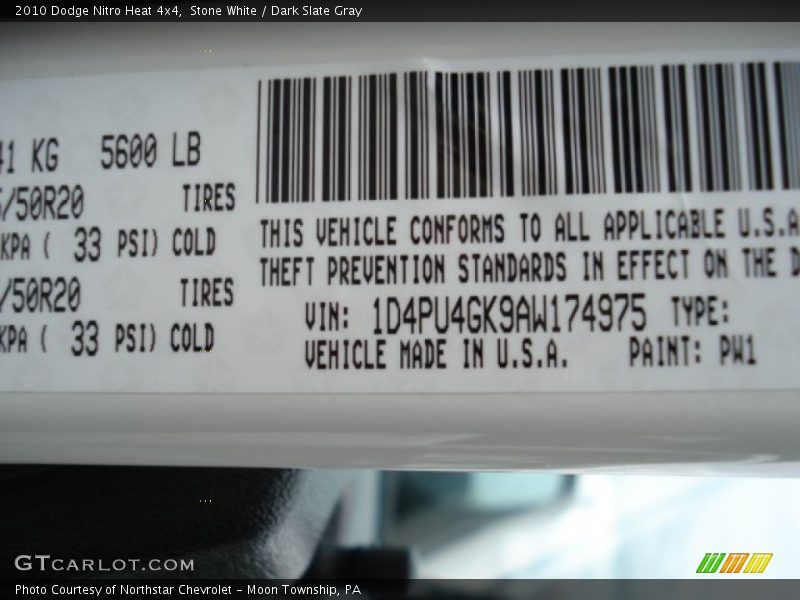 2010 Dodge Nitro Heat 4x4, Stone White / Dark Slate Gray
41 KG 5600 LB
/50R20 TIRES
KPA ( 33 PSI) COLD
/50R20 TIRES
KPA ( 33 PSI) COLD
THIS VEHICLE CONFORMS TO ALL APPLICABLE U.S.A
THEFT PREVENTION STANDARDS IN EFFECT ON THE D
VIN: 1D4PU4GK9AW174975 TYPE:
VEHICLE MADE IN U.S.A. PAINT: PW1
GTCARLOT.COM
Photo Courtesy of Northstar Chevrolet - Moon Township, PA